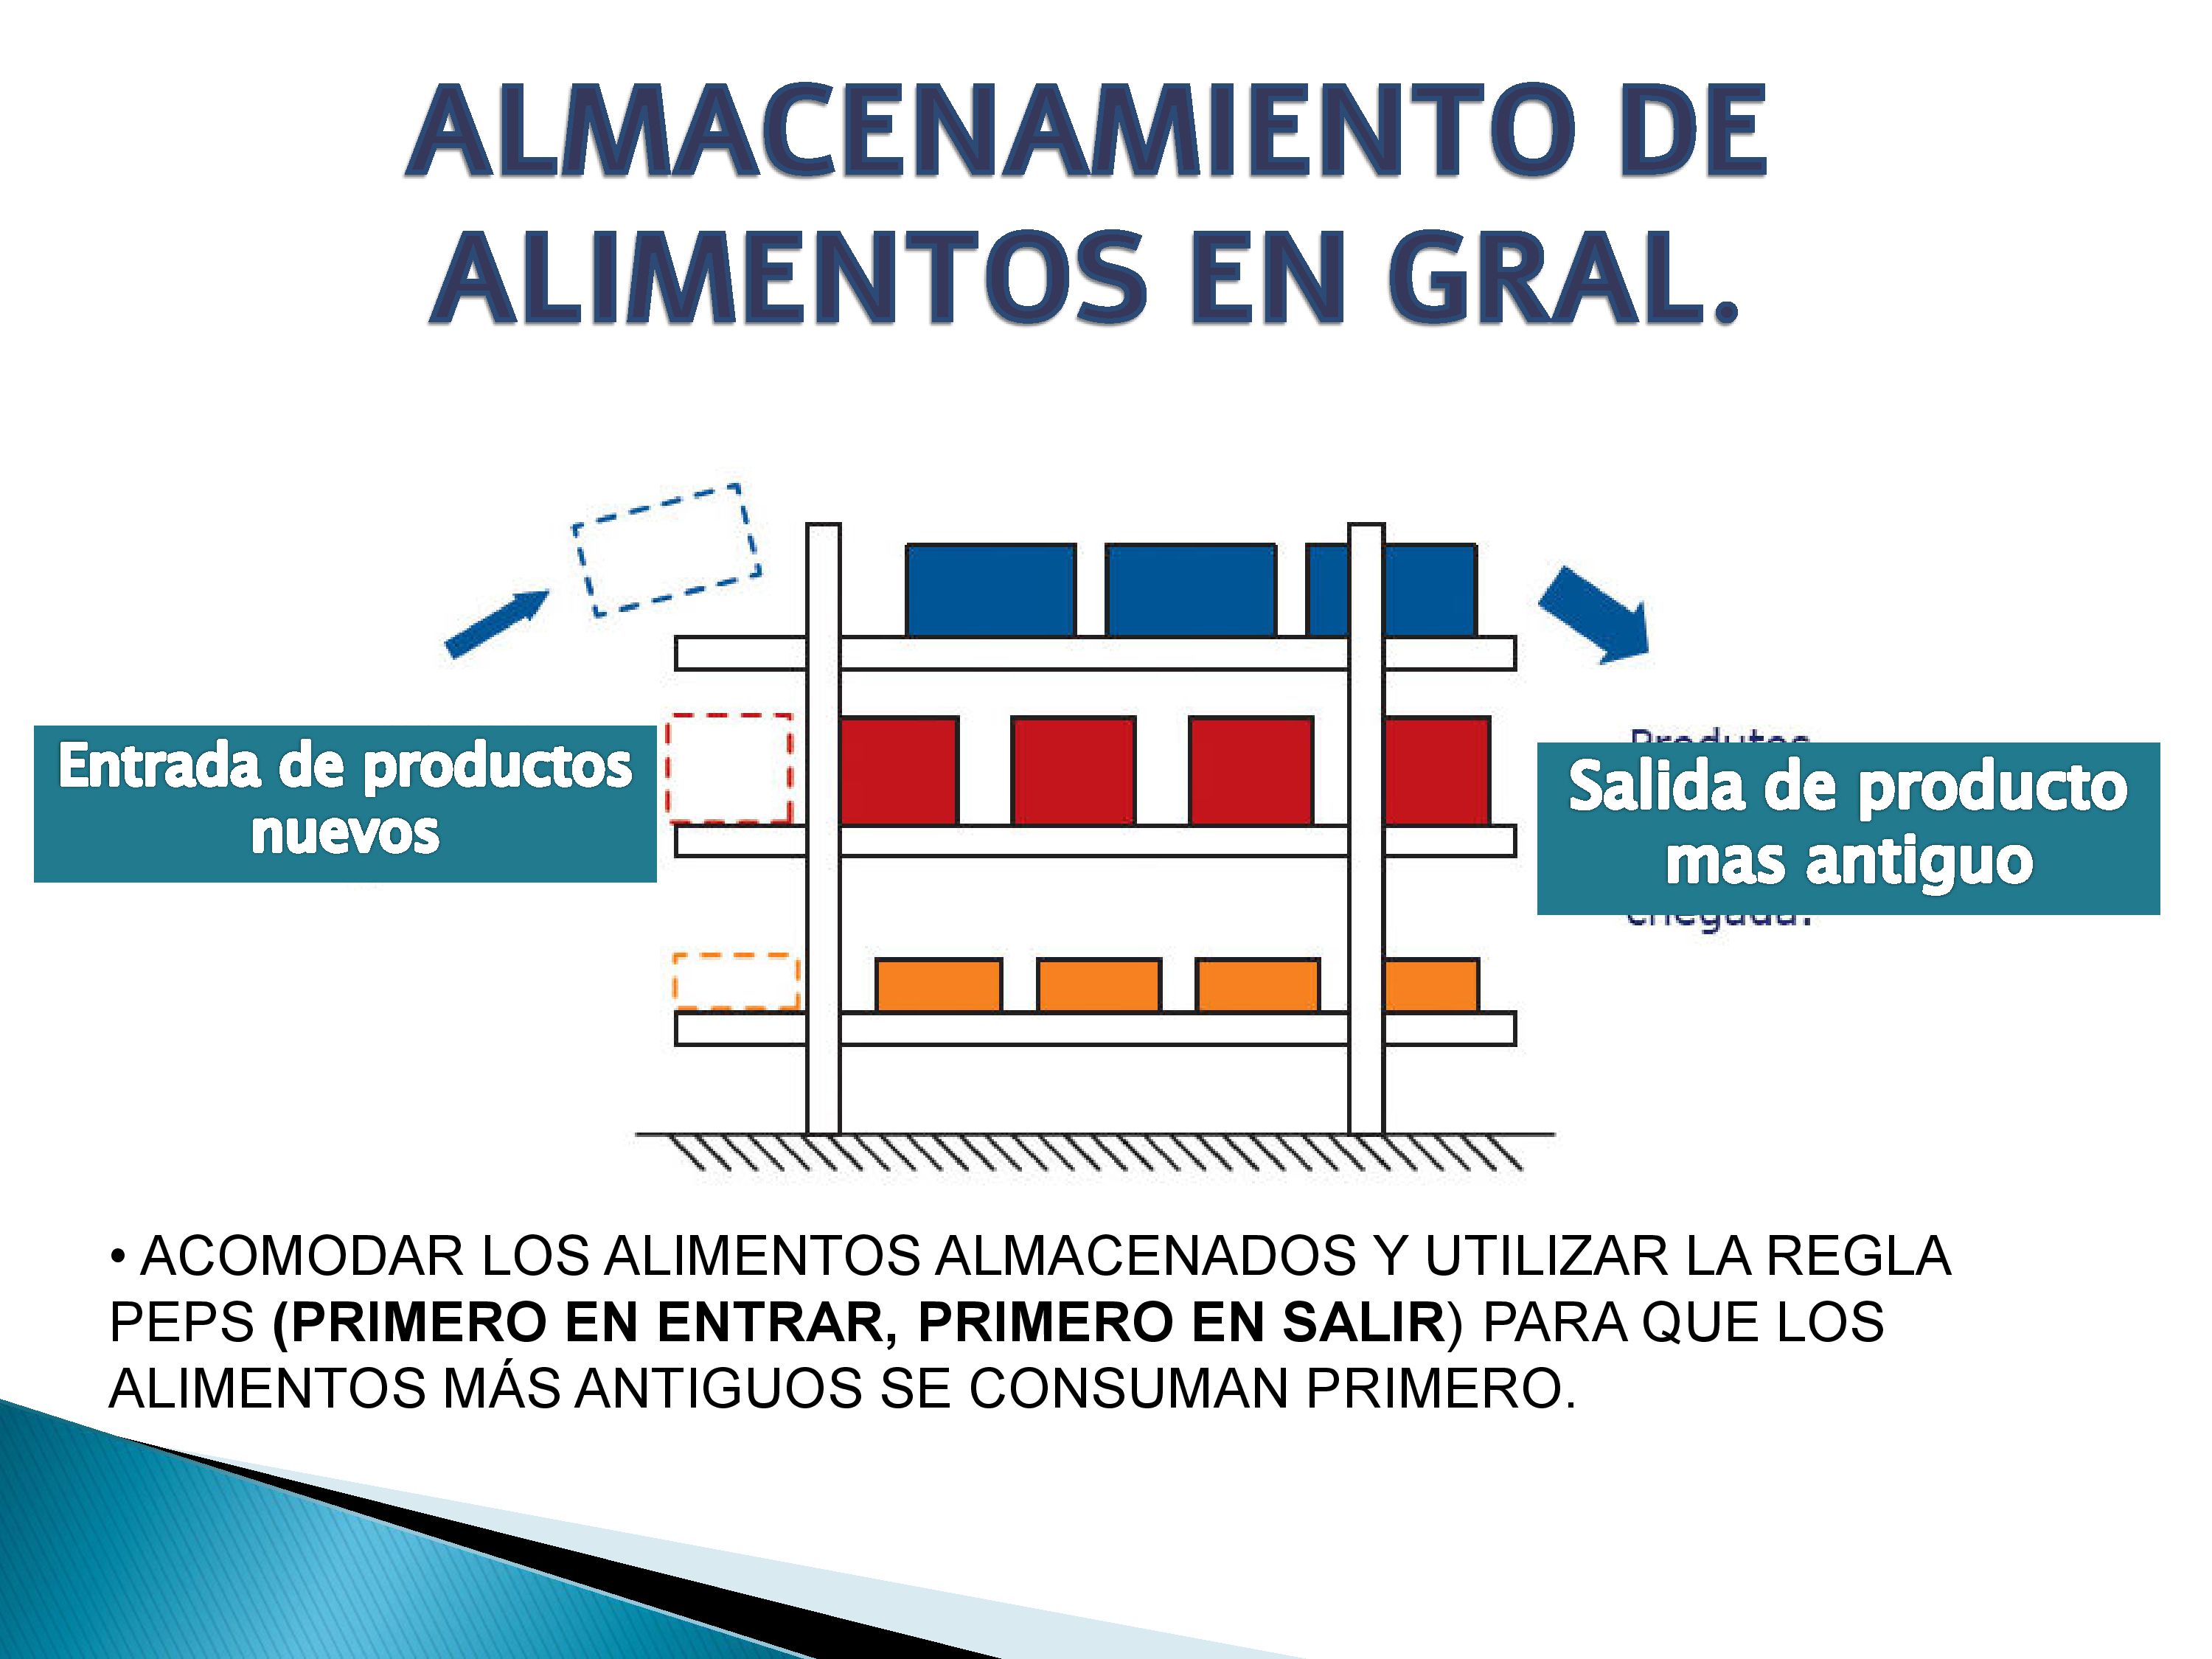 ALMACENAMIENTO DE
ALIMENTOS EN GRAL.
Entrada de productos
nuevos
Salida de producto
mas antiguo
• ACOMODAR LOS ALIMENTOS ALMACENADOS Y UTILIZAR LA REGLA
PEPS (PRIMERO EN ENTRAR, PRIMERO EN SALIR) PARA QUE LOS
ALIMENTOS MÁS ANTIGUOS SE CONSUMAN PRIMERO.